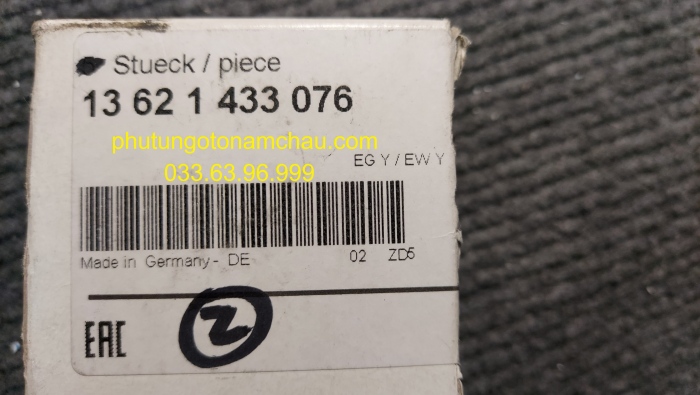 Stueck / piece
13 62 1 433 076
phutungotonamchau.com
EG Y / EW Y
033.63.96.999
Made in Germany - DE 02 ZD5
EAC
Z